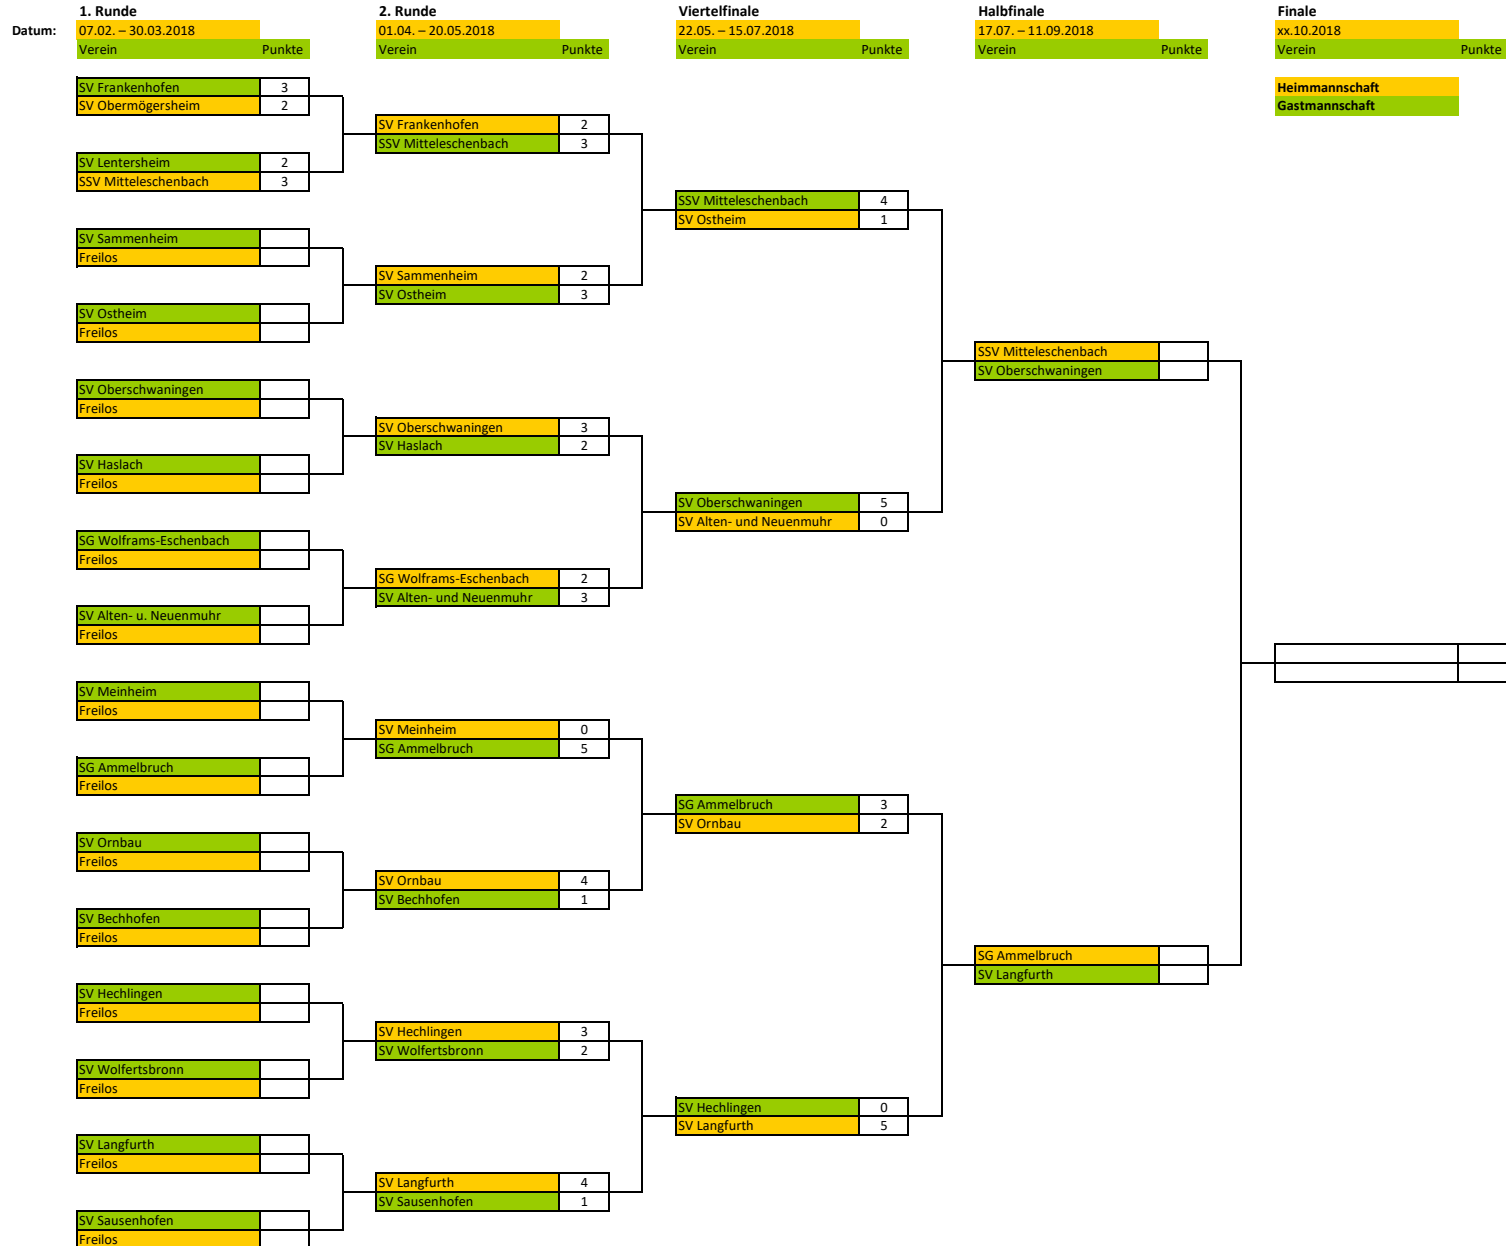 1. Runde 2. Runde Viertelfinale Halbfinale Finale
Datum: 07.02. – 30.03.2018 01.04. – 20.05.2018 22.05. – 15.07.2018 17.07. – 11.09.2018 xx.10.2018
Verein Punkte Verein Punkte Verein Punkte Verein Punkte Verein Punkte
SV Frankenhofen 3
SV Obermögersheim 2
SV Lentersheim 2
SSV Mitteleschenbach 3
SV Sammenheim
Freilos
SV Ostheim
Freilos
SV Oberschwaningen
Freilos
SV Haslach
Freilos
SG Wolframs-Eschenbach
Freilos
SV Alten- u. Neuenmuhr
Freilos
SV Meinheim
Freilos
SG Ammelbruch
Freilos
SV Ornbau
Freilos
SV Bechhofen
Freilos
SV Hechlingen
Freilos
SV Wolfertsbronn
Freilos
SV Langfurth
Freilos
SV Sausenhofen
Freilos
SV Frankenhofen 2
SSV Mitteleschenbach 3
SV Sammenheim 2
SV Ostheim 3
SV Oberschwaningen 3
SV Haslach 2
SG Wolframs-Eschenbach 2
SV Alten- und Neuenmuhr 3
SV Meinheim 0
SG Ammelbruch 5
SV Ornbau 4
SV Bechhofen 1
SV Hechlingen 3
SV Wolfertsbronn 2
SV Langfurth 4
SV Sausenhofen 1
SSV Mitteleschenbach 4
SV Ostheim 1
SV Oberschwaningen 5
SV Alten- und Neuenmuhr 0
SG Ammelbruch 3
SV Ornbau 2
SV Hechlingen 0
SV Langfurth 5
SSV Mitteleschenbach
SV Oberschwaningen
SG Ammelbruch
SV Langfurth
Heimmannschaft
Gastmannschaft